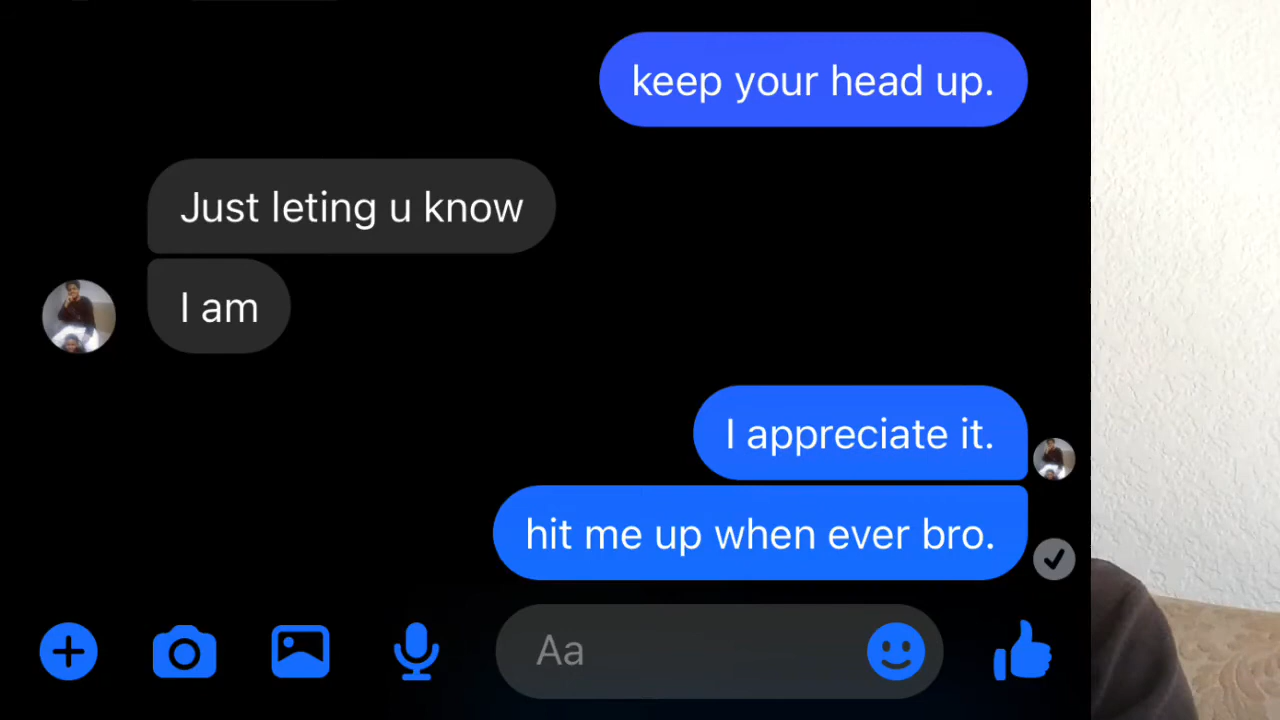 keep your head up.
Just leting u know
I am
I appreciate it.
hit me up when ever bro.
Aa